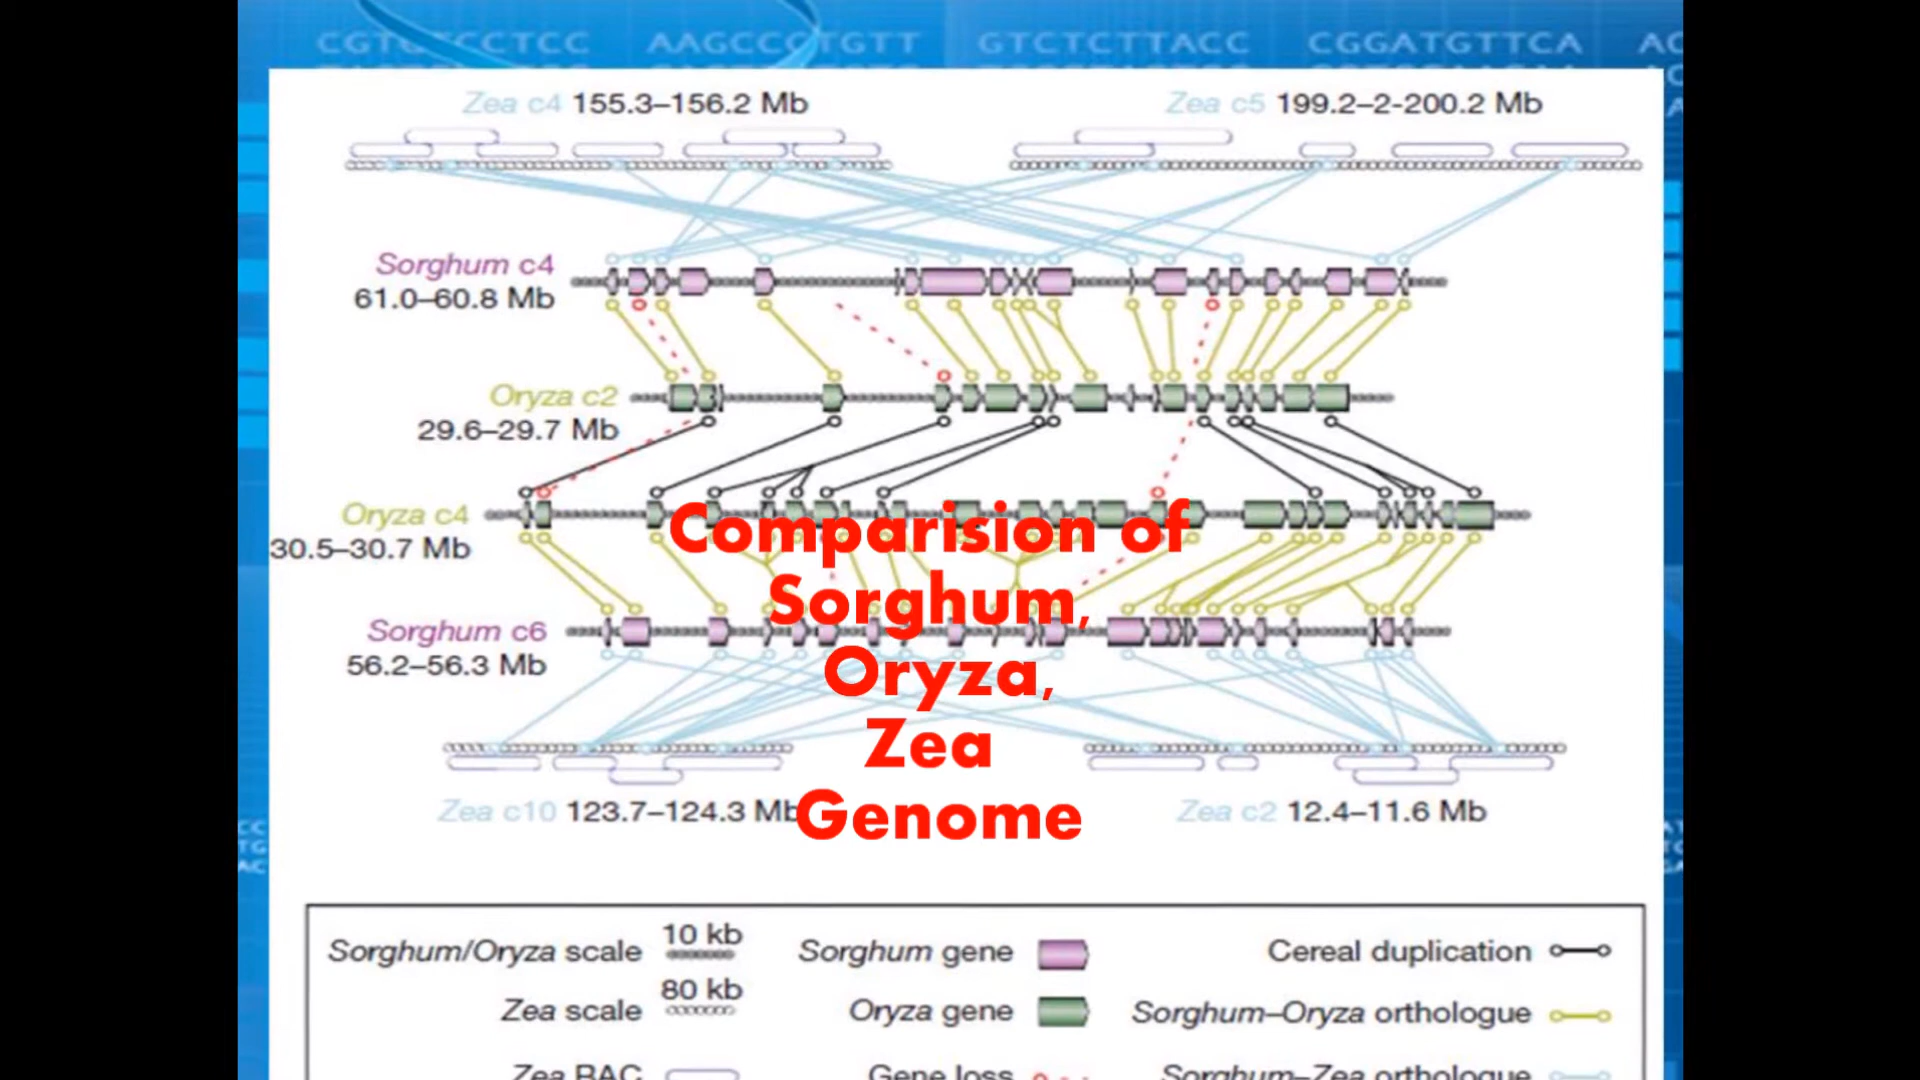 CGTCTCCTCC AAGCCCTGTT GTCTCTTACC CGGATGTTCA AC
Zea c4 155.3–156.2 Mb
Zea c5 199.2–2-200.2 Mb
Sorghum c4
61.0–60.8 Mb
Oryza c2
29.6–29.7 Mb
Oryza c4
30.5–30.7 Mb
Sorghum c6
56.2–56.3 Mb
Comparision of
Sorghum,
Oryza,
Zea
Genome
Zea c10 123.7–124.3 Mb
Zea c2 12.4–11.6 Mb
Sorghum/Oryza scale 10 kb
Sorghum gene
Cereal duplication
Zea scale 80 kb
Oryza gene
Sorghum–Oryza orthologue
Zea BAC
Gene loss
Sorghum–Zea orthologue